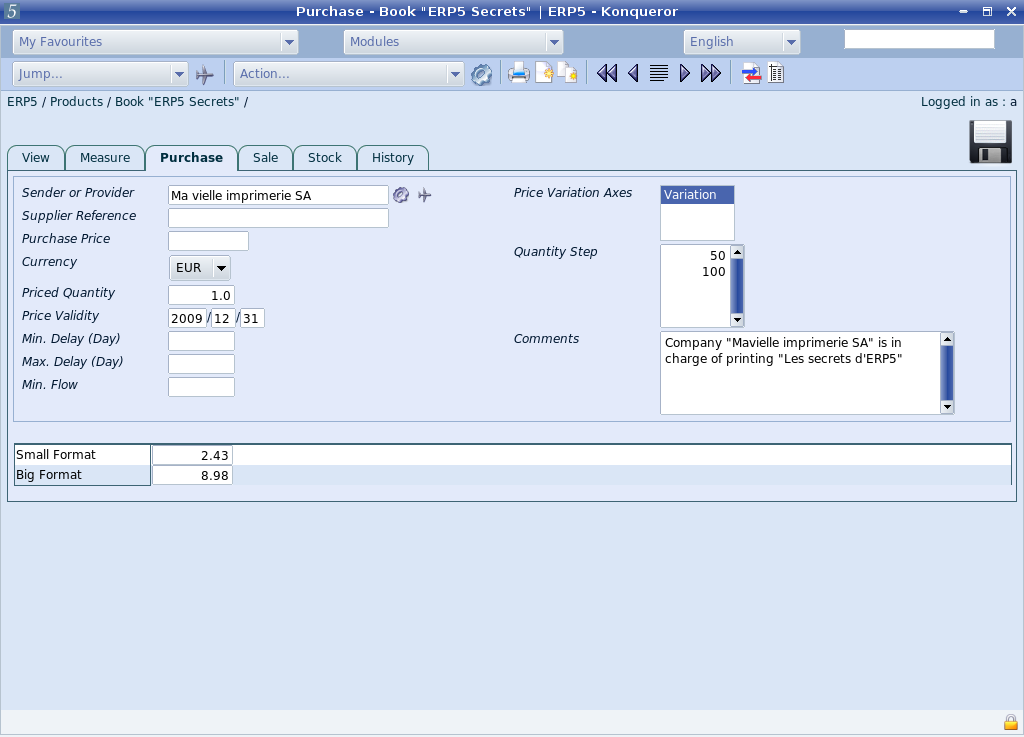 5 Purchase - Book "ERP5 Secrets" | ERP5 - Konqueror
My Favourites Modules English
Jump... Action...
ERP5 / Products / Book "ERP5 Secrets" / Logged in as : a
View Measure Purchase Sale Stock History
Sender or Provider Ma vielle imprimerie SA
Supplier Reference
Purchase Price
Currency EUR
Priced Quantity 1.0
Price Validity 2009 / 12 / 31
Min. Delay (Day)
Max. Delay (Day)
Min. Flow
Price Variation Axes Variation
Quantity Step 50
100
Comments Company "Mavielle imprimerie SA" is in
charge of printing "Les secrets d'ERP5"
Small Format 2.43
Big Format 8.98